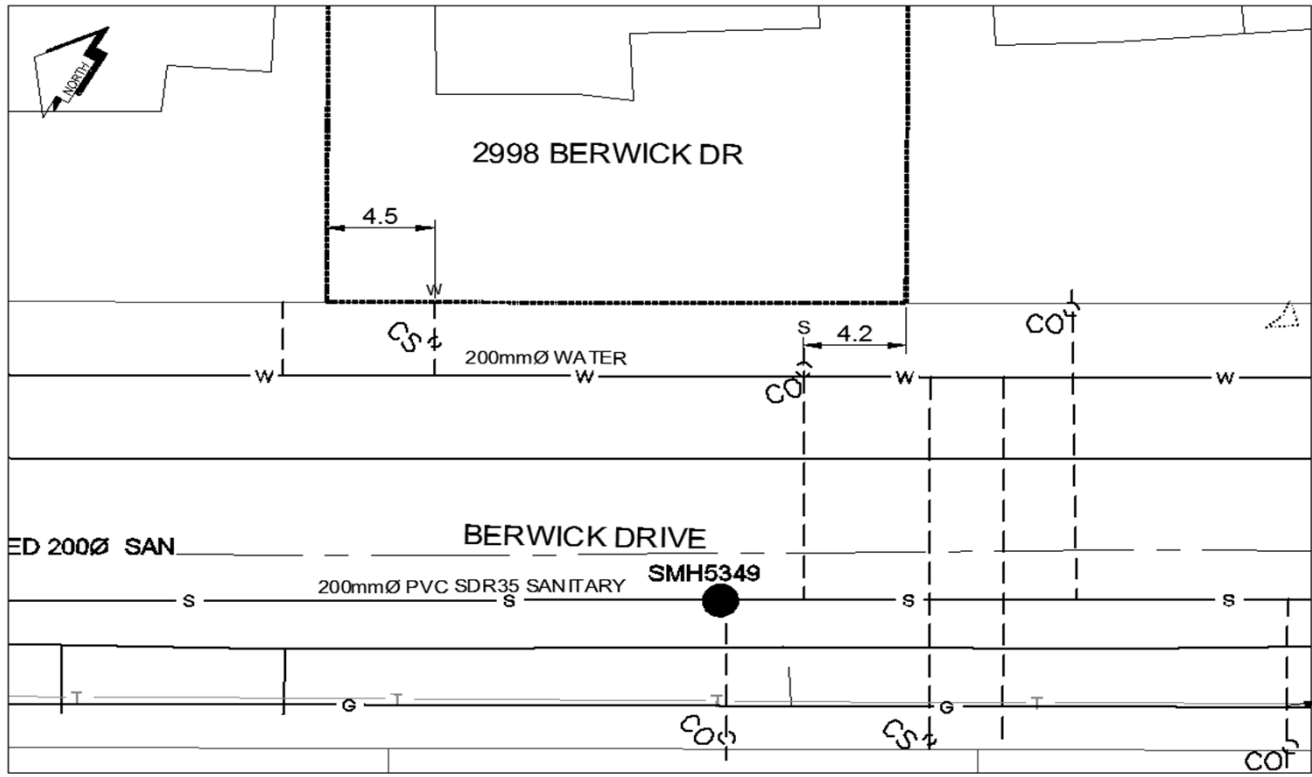 NORTH
2998 BERWICK DR
4.5
W
CS
S
4.2
CO
200mmØ WATER
W W W W
CO
BERWICK DRIVE
ED 200Ø SAN
SMH5349
200mmØ PVC SDR35 SANITARY
S S S S
T T T T
G G
CO CS
CO